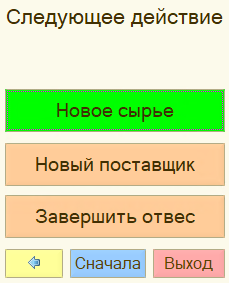 Следующее действие
Новое сырье
Новый поставщик
Завершить отвес
Сначала Выход